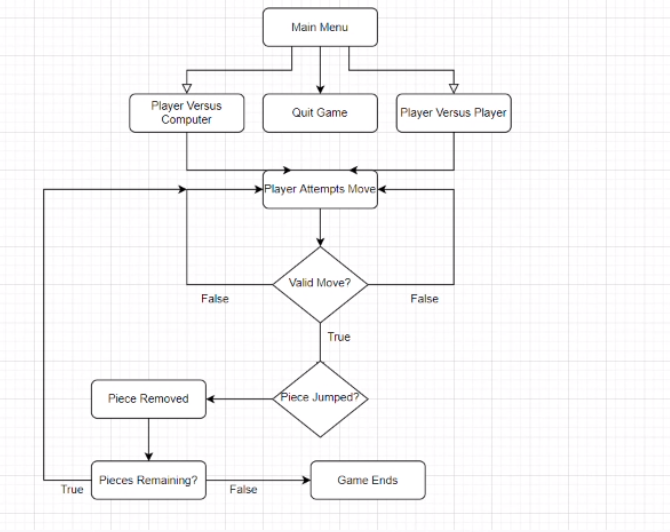 Main Menu
Player Versus
Computer
Quit Game
Player Versus Player
Player Attempts Move
Valid Move?
False
False
True
Piece Jumped?
Piece Removed
Pieces Remaining?
True
False
Game Ends